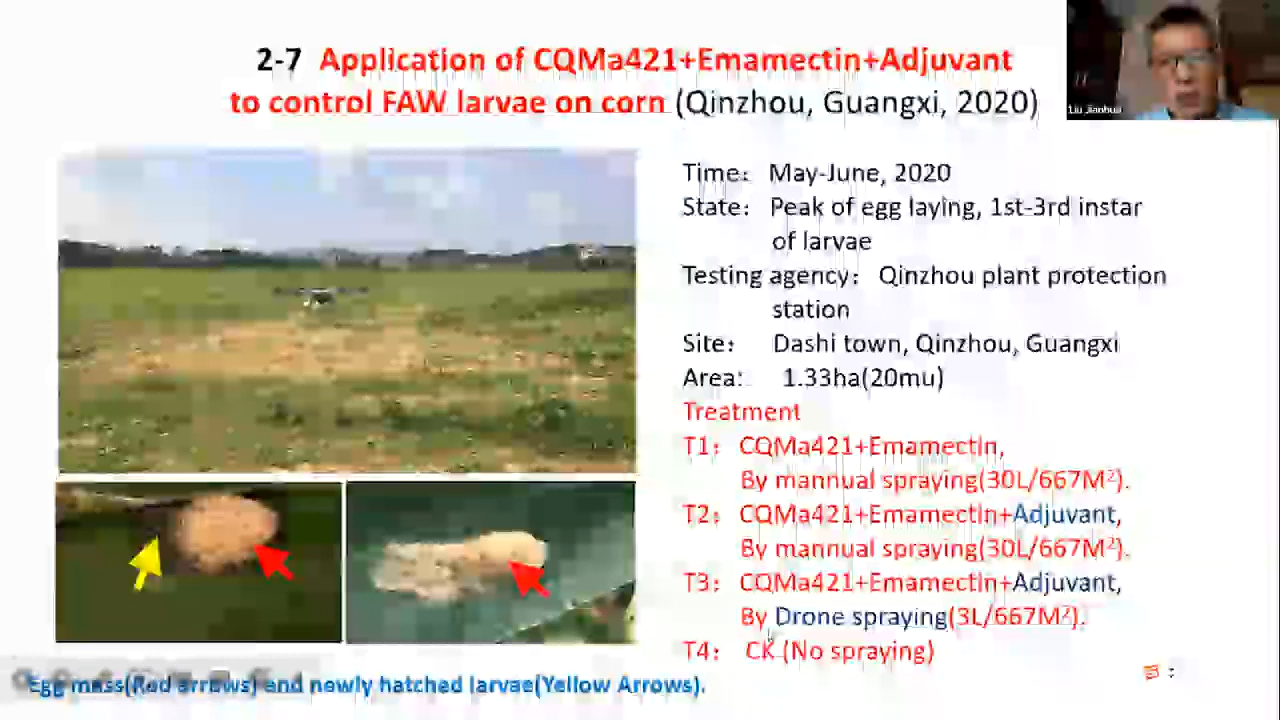 2-7 Application of CQMa421+Emamectin+Adjuvant
to control FAW larvae on corn (Qinzhou, Guangxi, 2020)
Liu Jianhua
Time： May-June, 2020
State： Peak of egg laying, 1st-3rd instar
of larvae
Testing agency： Qinzhou plant protection
station
Site： Dashi town, Qinzhou, Guangxi
Area: 1.33ha(20mu)
Treatment
T1： CQMa421+Emamectin,
By mannual spraying(30L/667M²).
T2： CQMa421+Emamectin+Adjuvant,
By mannual spraying(30L/667M²).
T3： CQMa421+Emamectin+Adjuvant,
By Drone spraying(3L/667M²).
T4： CK (No spraying)
Egg mass(Red arrows) and newly hatched larvae(Yellow Arrows).